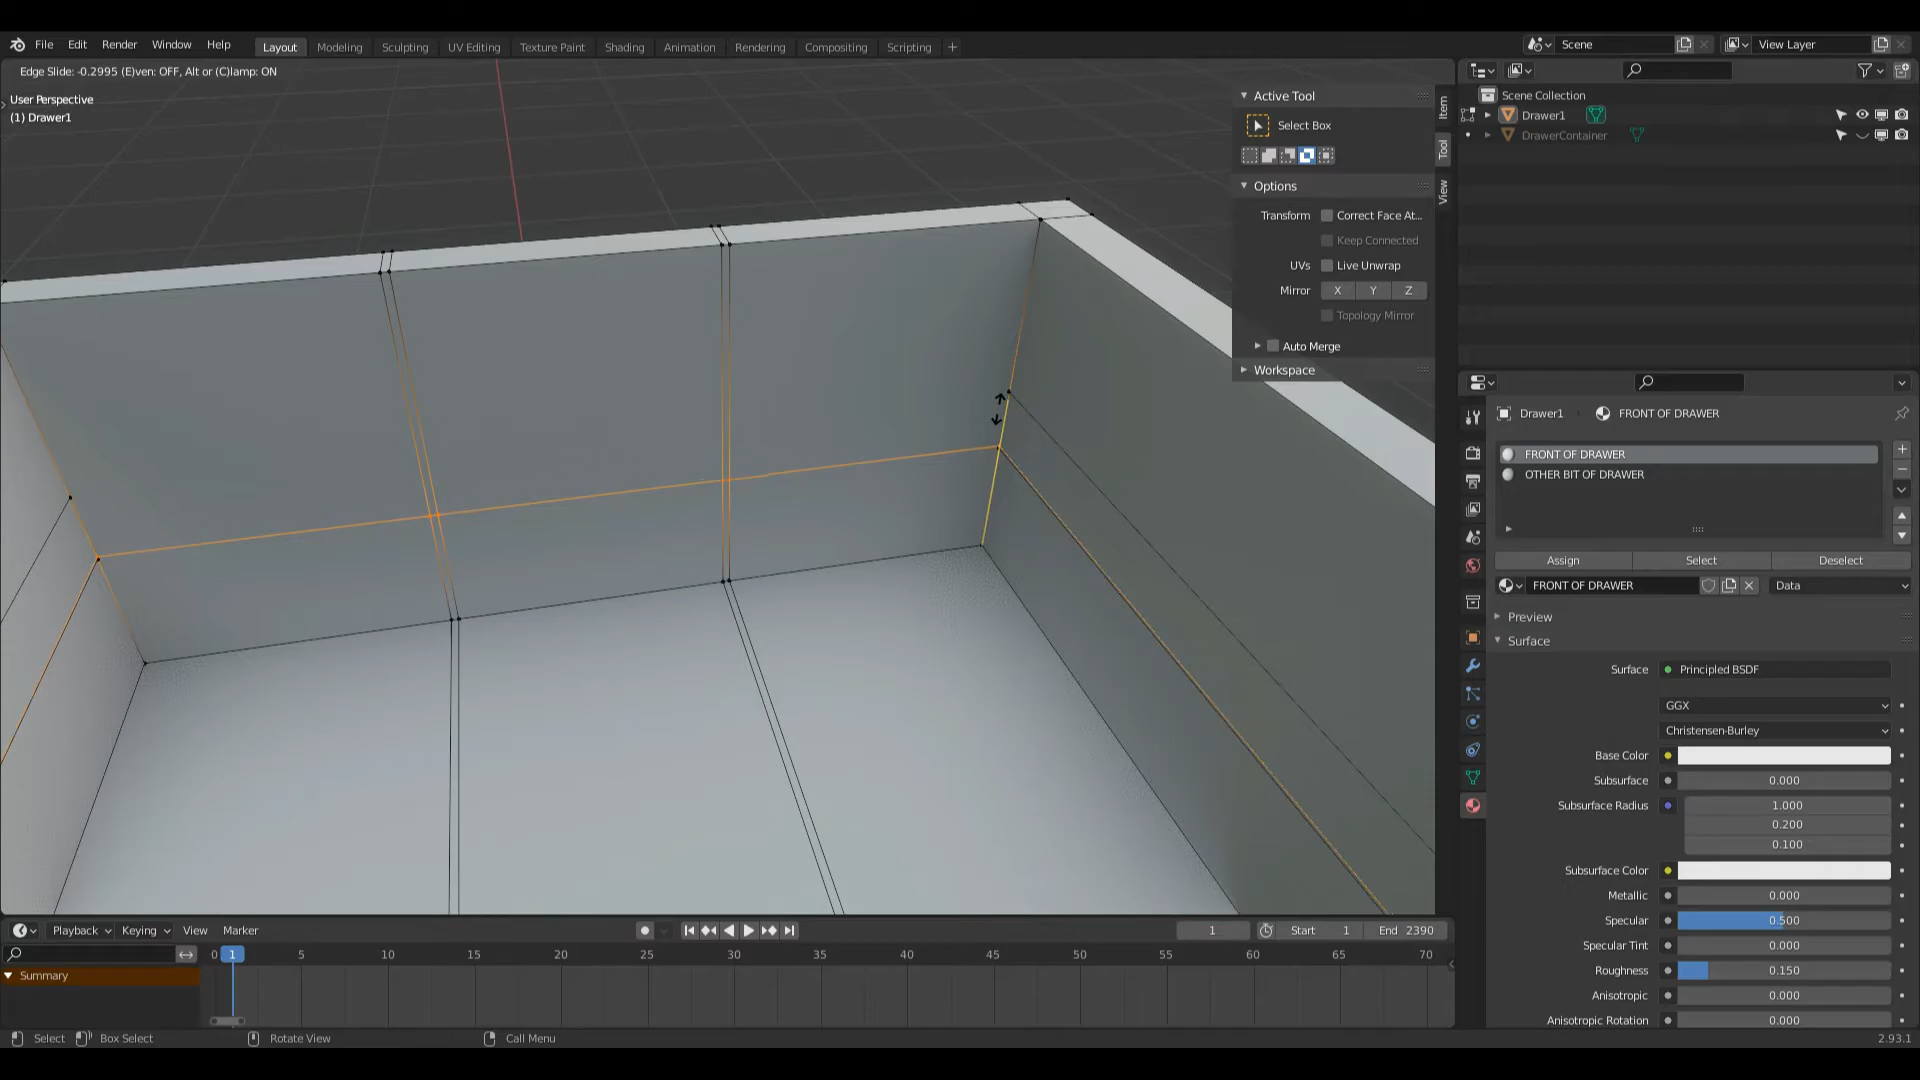 File Edit Render Window Help Layout Modeling Sculpting UV Editing Texture Paint Shading Animation Rendering Compositing Scripting + Scene View Layer
Edge Slide: -0.2995 (E)ven: OFF, Alt or (C)lamp: ON
User Perspective
(1) Drawer1
Active Tool
Select Box
Options
Transform Correct Face At...
Keep Connected
UVs Live Unwrap
Mirror X Y Z
Topology Mirror
Auto Merge
Workspace
Item
Tool
View
Scene Collection
Drawer1
DrawerContainer
Drawer1 FRONT OF DRAWER
FRONT OF DRAWER
OTHER BIT OF DRAWER
Assign Select Deselect
FRONT OF DRAWER Data
Preview
Surface
Surface Principled BSDF
GGX
Christensen-Burley
Base Color
Subsurface 0.000
Subsurface Radius 1.000
0.200
0.100
Subsurface Color
Metallic 0.000
Specular 0.500
Specular Tint 0.000
Roughness 0.150
Anisotropic 0.000
Anisotropic Rotation 0.000
Playback Keying View Marker 1 Start 1 End 2390
0 1 5 10 15 20 25 30 35 40 45 50 55 60 65 70
Summary
Select Box Select Rotate View Call Menu 2.93.1